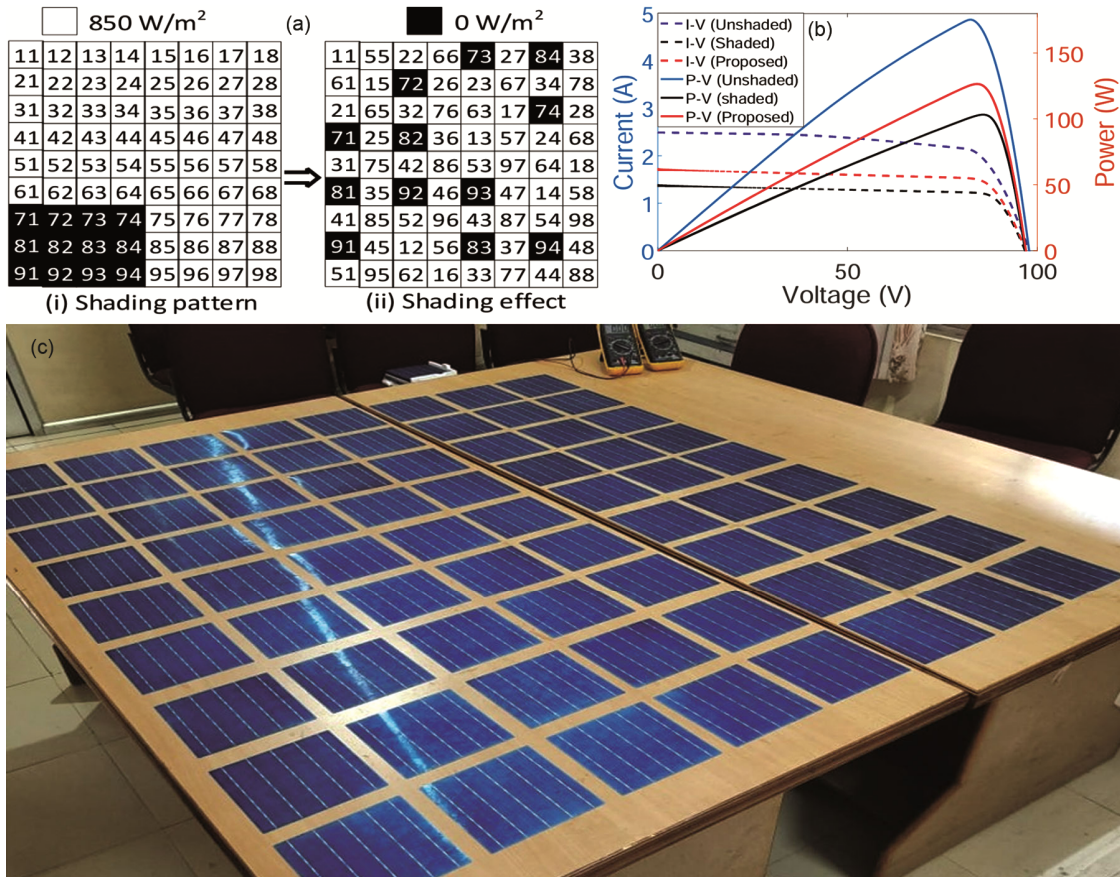 850 W/m² (a) 0 W/m²
11 12 13 14 15 16 17 18
21 22 23 24 25 26 27 28
31 32 33 34 35 36 37 38
41 42 43 44 45 46 47 48
51 52 53 54 55 56 57 58
61 62 63 64 65 66 67 68
71 72 73 74 75 76 77 78
81 82 83 84 85 86 87 88
91 92 93 94 95 96 97 98
(i) Shading pattern
11 55 22 66 73 27 84 38
61 15 72 26 23 67 34 78
21 65 32 76 63 17 74 28
71 25 82 36 13 57 24 68
31 75 42 86 53 97 64 18
81 35 92 46 93 47 14 58
41 85 52 96 43 87 54 98
91 45 12 56 83 37 94 48
51 95 62 16 33 77 44 88
(ii) Shading effect
(b)
I-V (Unshaded)
I-V (Shaded)
I-V (Proposed)
P-V (Unshaded)
P-V (shaded)
P-V (Proposed)
Current (A)
5
4
3
2
1
0
Power (W)
150
100
50
0
0 50 100
Voltage (V)
(c)